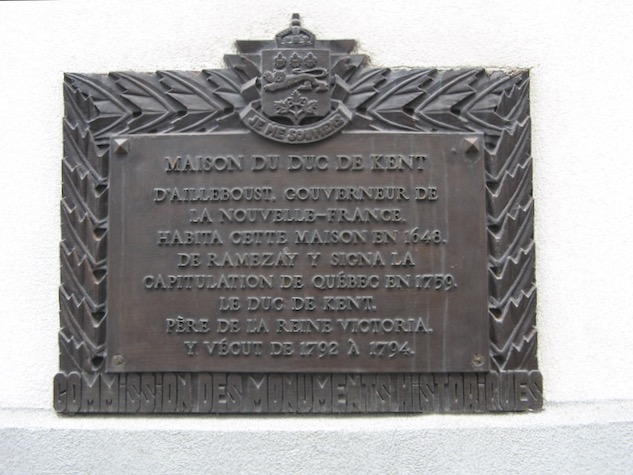 JE ME SOUVIENS
MAISON DU DUC DE KENT
D'AILLEBOUST, GOUVERNEUR DE
LA NOUVELLE-FRANCE,
HABITA CETTE MAISON EN 1648.
DE RAMEZAY Y SIGNA LA
CAPITULATION DE QUÉBEC EN 1759.
LE DUC DE KENT,
PÈRE DE LA REINE VICTORIA,
Y VÉCUT DE 1792 À 1794.
COMMISSION DES MONUMENTS HISTORIQUES